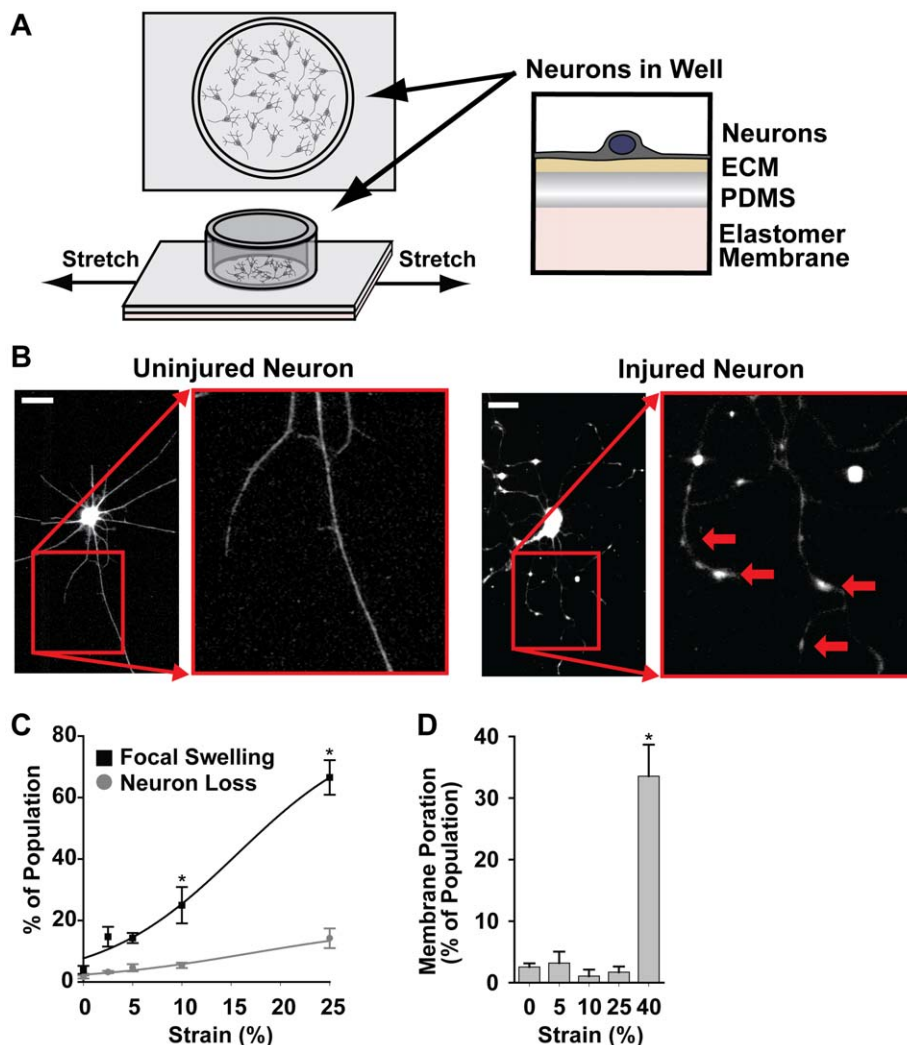 A
Neurons in Well
Neurons
ECM
PDMS
Elastomer
Membrane
Stretch
Stretch
B
Uninjured Neuron
Injured Neuron
C
% of Population
80
60
40
20
0
Focal Swelling
Neuron Loss
*
*
0 5 10 15 20 25
Strain (%)
D
Membrane Poration
(% of Population)
40
30
20
10
0
*
0 5 10 25 40
Strain (%)